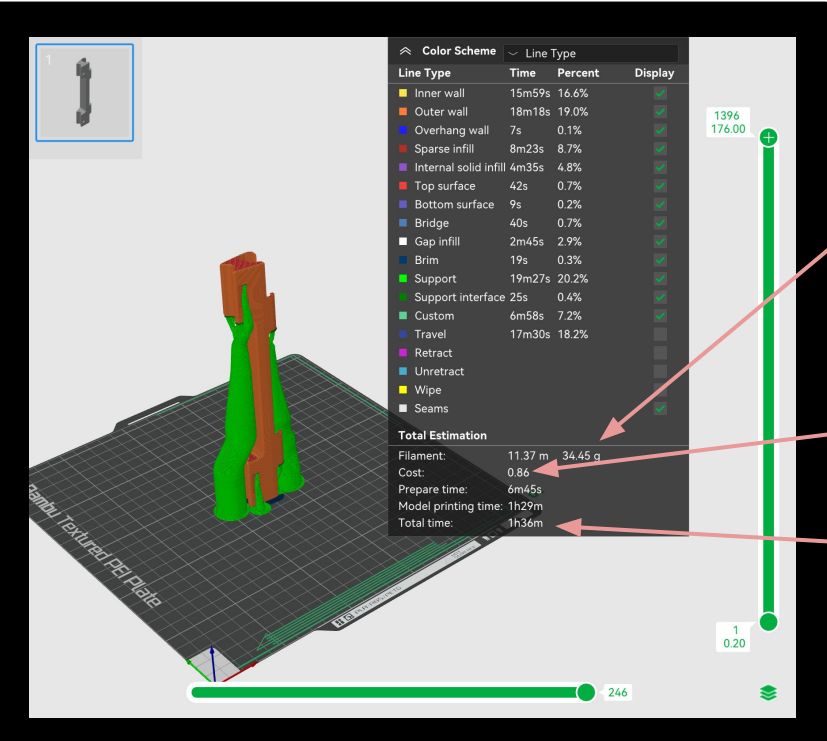 1
Color Scheme Line Type
Line Type Time Percent Display
Inner wall 15m59s 16.6%
Outer wall 18m18s 19.0%
Overhang wall 7s 0.1%
Sparse infill 8m23s 8.7%
Internal solid infill 4m35s 4.8%
Top surface 42s 0.7%
Bottom surface 9s 0.2%
Bridge 40s 0.7%
Gap infill 2m45s 2.9%
Brim 19s 0.3%
Support 19m27s 20.2%
Support interface 25s 0.4%
Custom 6m58s 7.2%
Travel 17m30s 18.2%
Retract
Unretract
Wipe
Seams
Total Estimation
Filament: 11.37 m 34.45 g
Cost: 0.86
Prepare time: 6m45s
Model printing time: 1h29m
Total time: 1h36m
1396
176.00
1
0.20
246
Bambu Textured PEI Plate